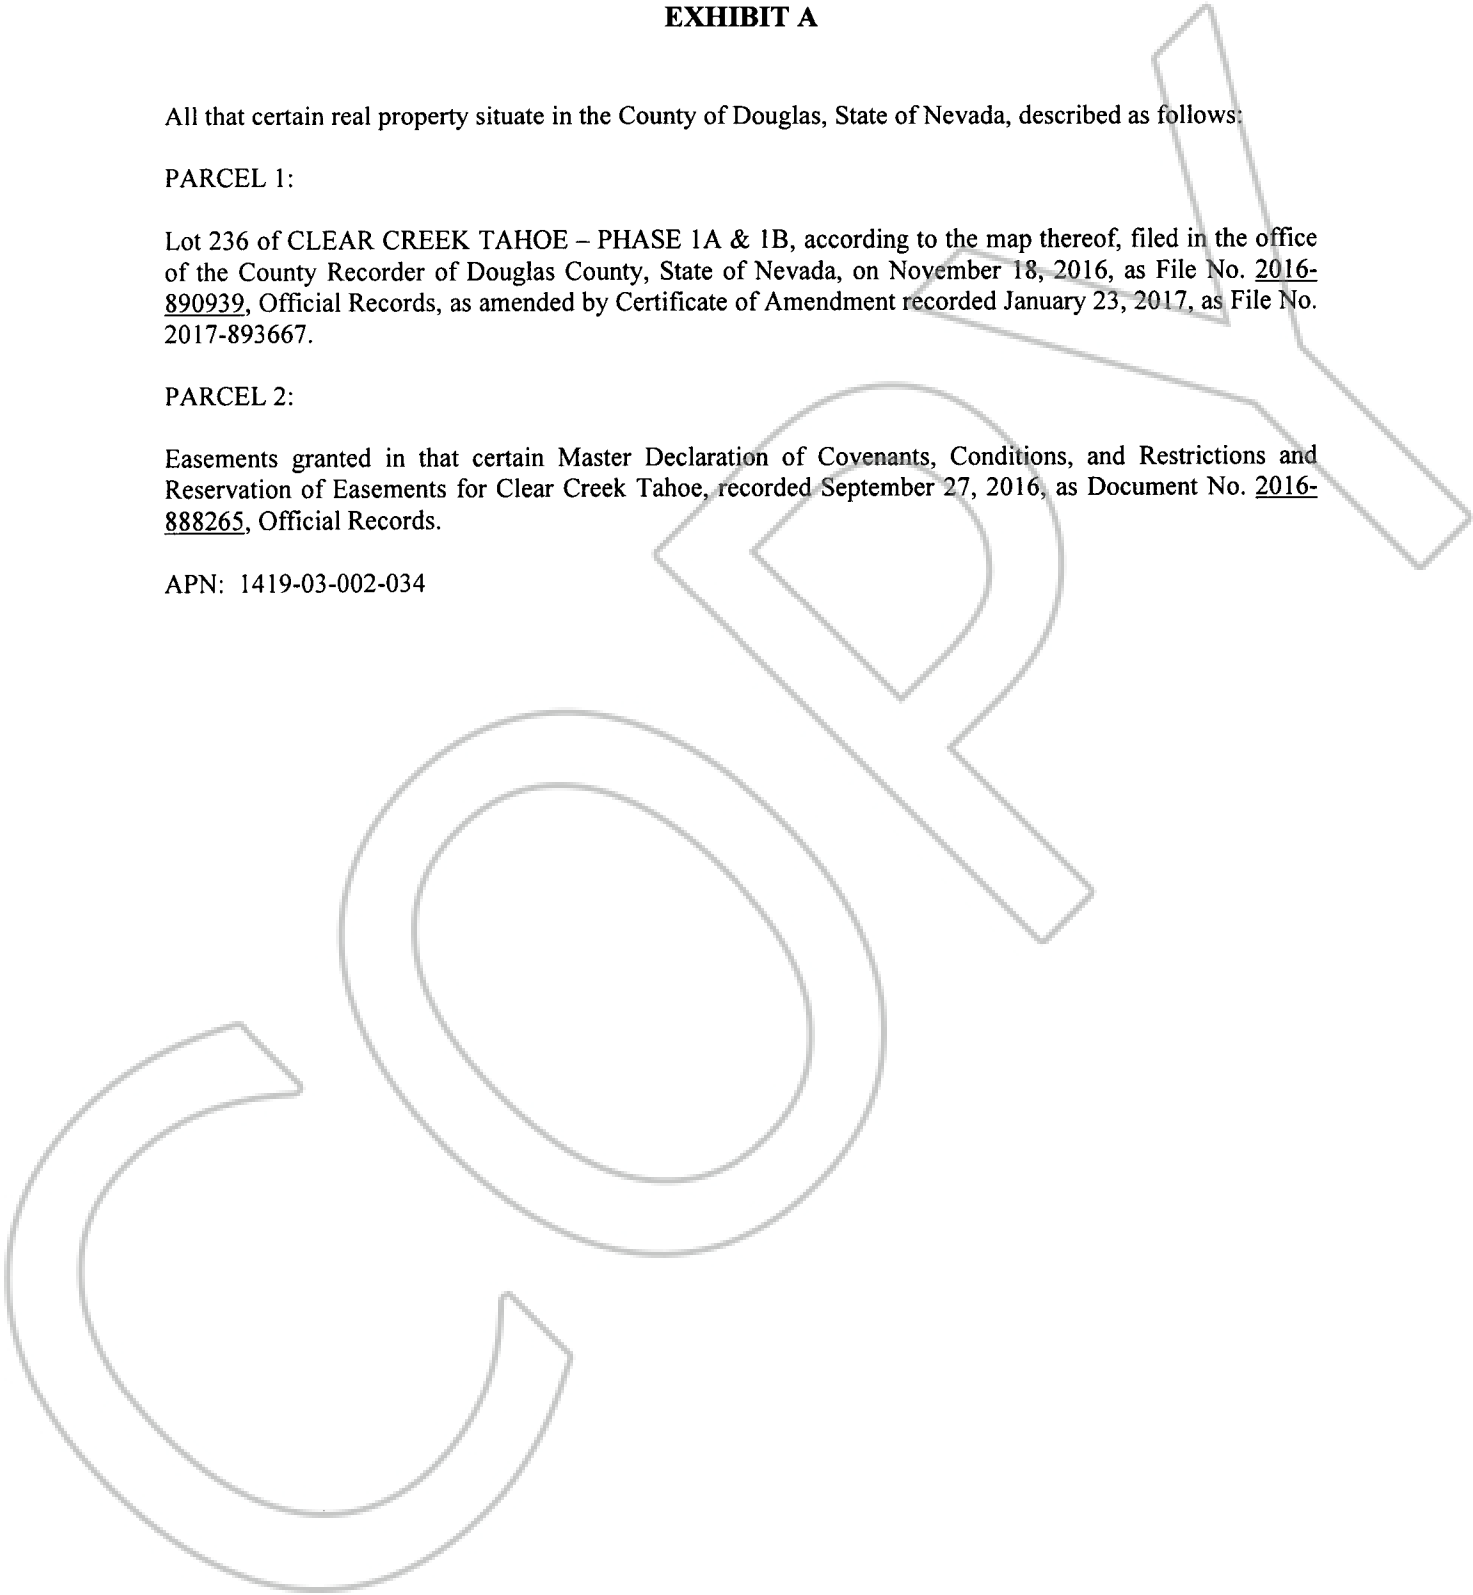 EXHIBIT A
All that certain real property situate in the County of Douglas, State of Nevada, described as follows:
PARCEL 1:
Lot 236 of CLEAR CREEK TAHOE – PHASE 1A & 1B, according to the map thereof, filed in the office
of the County Recorder of Douglas County, State of Nevada, on November 18, 2016, as File No. 2016-
890939, Official Records, as amended by Certificate of Amendment recorded January 23, 2017, as File No.
2017-893667.
PARCEL 2:
Easements granted in that certain Master Declaration of Covenants, Conditions, and Restrictions and
Reservation of Easements for Clear Creek Tahoe, recorded September 27, 2016, as Document No. 2016-
888265, Official Records.
APN: 1419-03-002-034
COPY